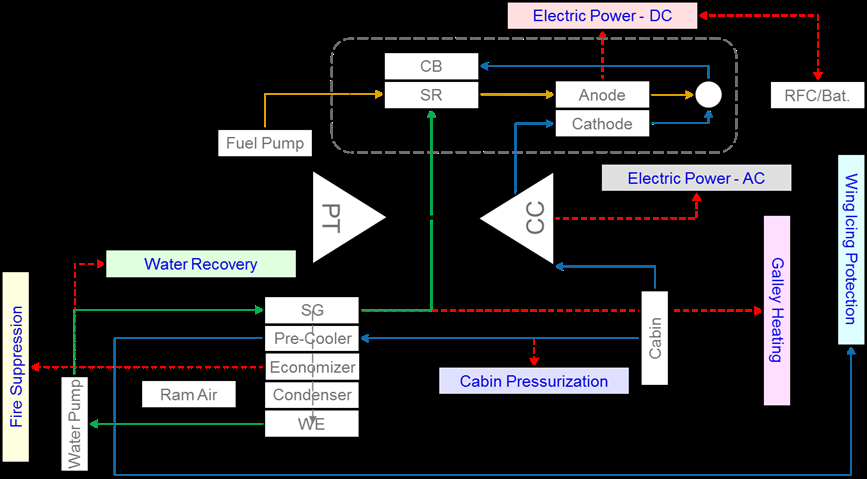 Electric Power - DC
CB
SR
Anode
Cathode
RFC/Bat.
Fuel Pump
Electric Power - AC
PT
CC
Wing Icing Protection
Water Recovery
Galley Heating
Fire Suppression
SG
Pre-Cooler
Economizer
Condenser
WE
Cabin
Cabin Pressurization
Ram Air
Water Pump